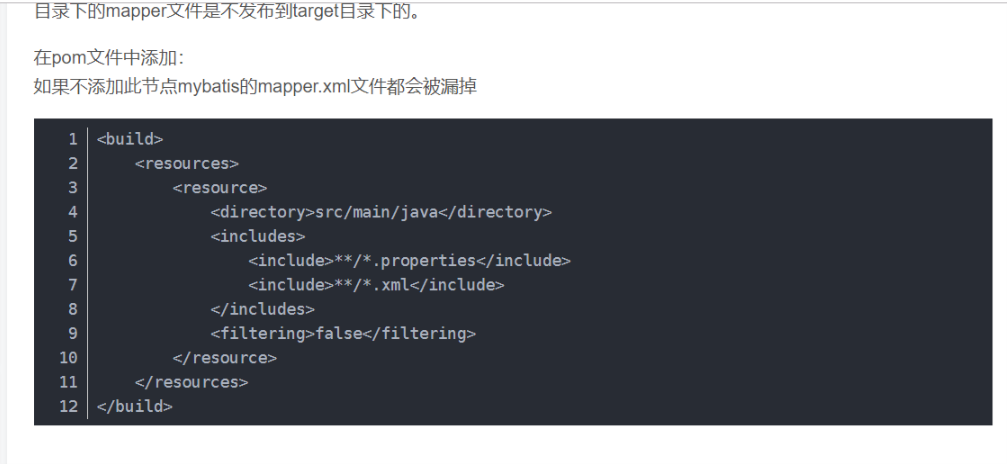 目录下的mapper文件是不发布到target目录下的。
在pom文件中添加：
如果不添加此节点mybatis的mapper.xml文件都会被漏掉
1 <build>
2     <resources>
3         <resource>
4             <directory>src/main/java</directory>
5             <includes>
6                 <include>**/*.properties</include>
7                 <include>**/*.xml</include>
8             </includes>
9             <filtering>false</filtering>
10         </resource>
11     </resources>
12 </build>